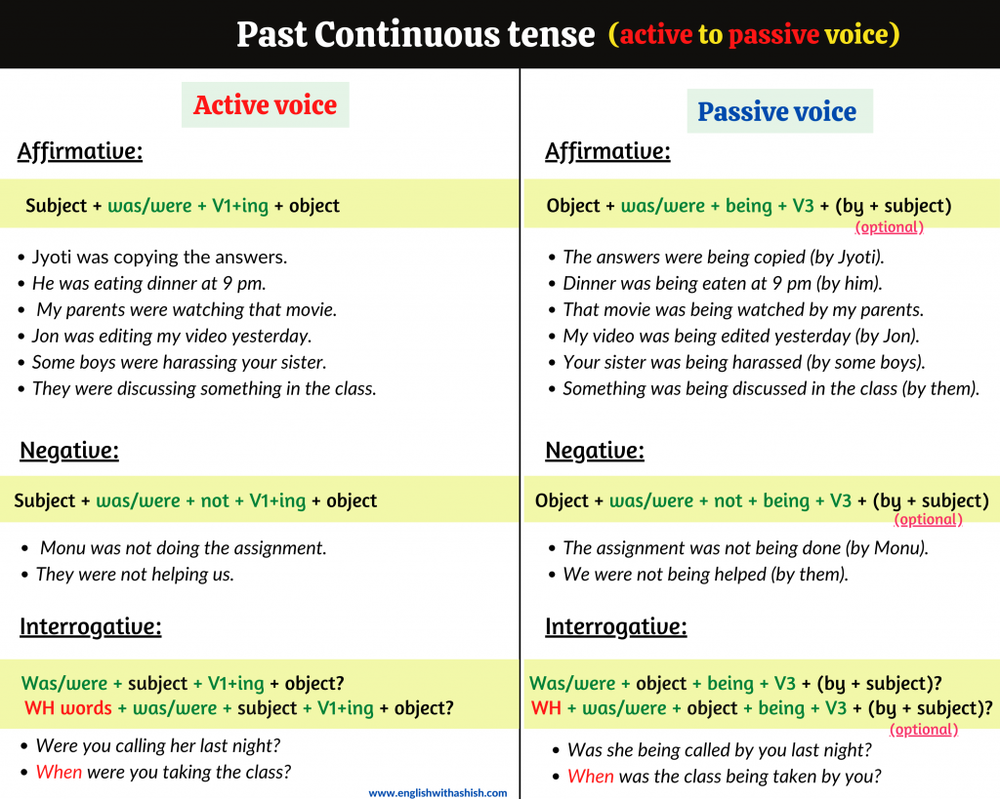 Past Continuous tense (active to passive voice)
Active voice
Affirmative:
Subject + was/were + V1+ing + object
• Jyoti was copying the answers.
• He was eating dinner at 9 pm.
• My parents were watching that movie.
• Jon was editing my video yesterday.
• Some boys were harassing your sister.
• They were discussing something in the class.
Negative:
Subject + was/were + not + V1+ing + object
• Monu was not doing the assignment.
• They were not helping us.
Interrogative:
Was/were + subject + V1+ing + object?
WH words + was/were + subject + V1+ing + object?
• Were you calling her last night?
• When were you taking the class?
Passive voice
Affirmative:
Object + was/were + being + V3 + (by + subject)
(optional)
• The answers were being copied (by Jyoti).
• Dinner was being eaten at 9 pm (by him).
• That movie was being watched by my parents.
• My video was being edited yesterday (by Jon).
• Your sister was being harassed (by some boys).
• Something was being discussed in the class (by them).
Negative:
Object + was/were + not + being + V3 + (by + subject)
(optional)
• The assignment was not being done (by Monu).
• We were not being helped (by them).
Interrogative:
Was/were + object + being + V3 + (by + subject)?
WH + was/were + object + being + V3 + (by + subject)?
(optional)
• Was she being called by you last night?
• When was the class being taken by you?
www.englishwithashish.com